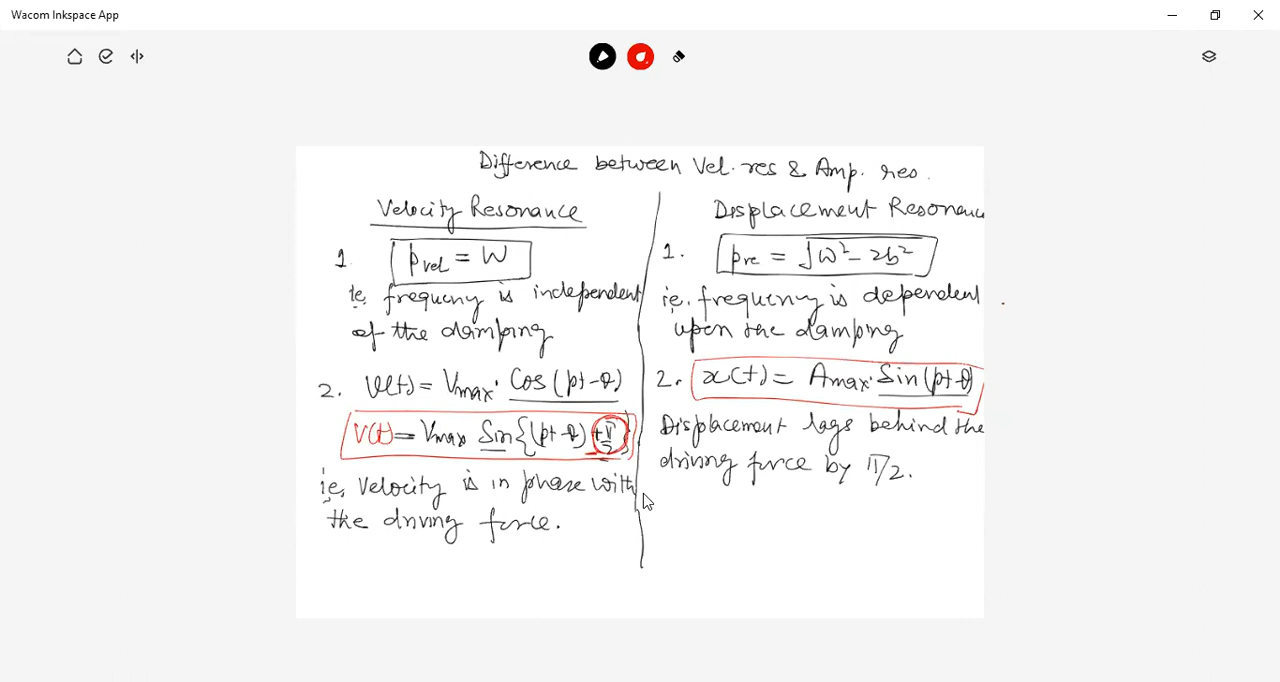 Wacom Inkspace App
Difference between Vel. res & Amp. res.
Velocity Resonance
1. pvel = W
ie, frequency is independent
of the damping
2. V(t) = Vmax. Cos (pt-θ)
V(t) = Vmax Sin{(pt-θ) + π/2}
ie, Velocity is in phase with
the driving force.
Displacement Resonance
1. pre = √ω² - 2b²
i.e. frequency is dependent .
upon the damping
2. x(t) = Amax. Sin(pt-θ)
Displacement lags behind the
driving force by π/2.